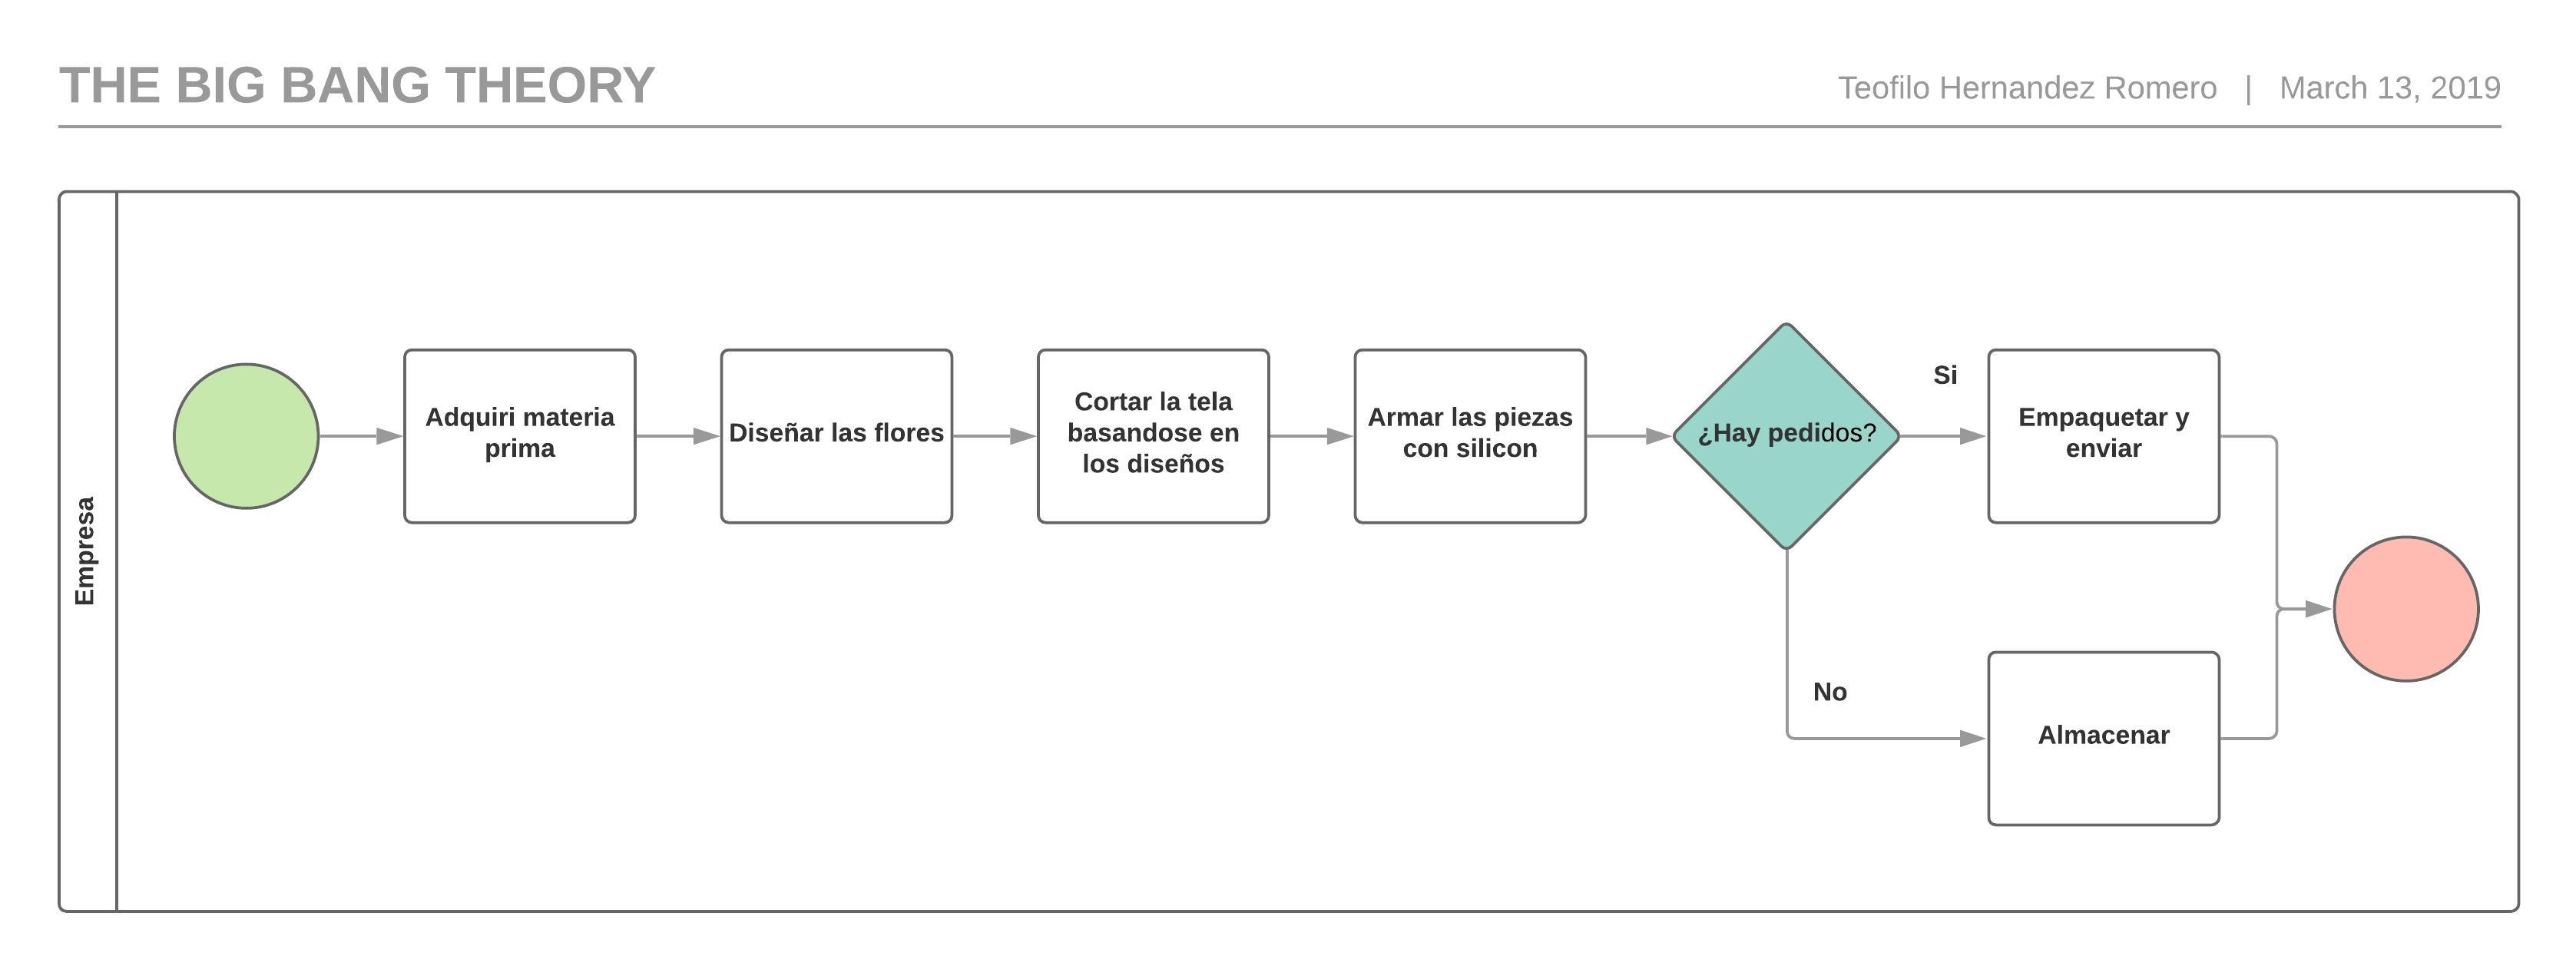 THE BIG BANG THEORY
Teofilo Hernandez Romero | March 13, 2019
Empresa
Adquiri materia
prima
Diseñar las flores
Cortar la tela
basandose en
los diseños
Armar las piezas
con silicon
¿Hay pedidos?
Si
Empaquetar y
enviar
No
Almacenar